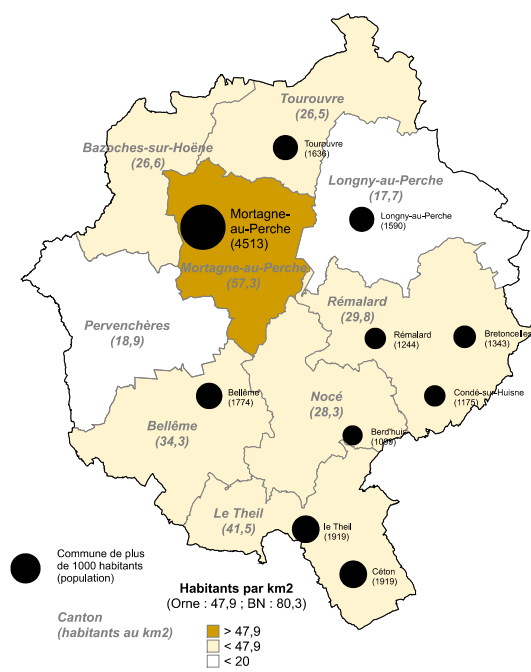 Tourouvre
(26,5)
Bazoches-sur-Hoëne
(26,6)
Tourouvre
(1636)
Longny-au-Perche
(17,7)
Mortagne-
au-Perche
(4513)
Longny-au-Perche
(1590)
Mortagne-au-Perche
(57,3)
Rémalard
(29,8)
Pervenchères
(18,9)
Rémalard
(1244)
Bretoncelles
(1343)
Bellême
(1774)
Nocé
(28,3)
Condé-sur-Huisne
(1175)
Bellême
(34,3)
Berd'huis
(1099)
Le Theil
(41,5)
le Theil
(1919)
Céton
(1919)
Commune de plus
de 1000 habitants
(population)
Canton
(habitants au km2)
Habitants par km2
(Orne : 47,9 ; BN : 80,3)
> 47,9
< 47,9
< 20